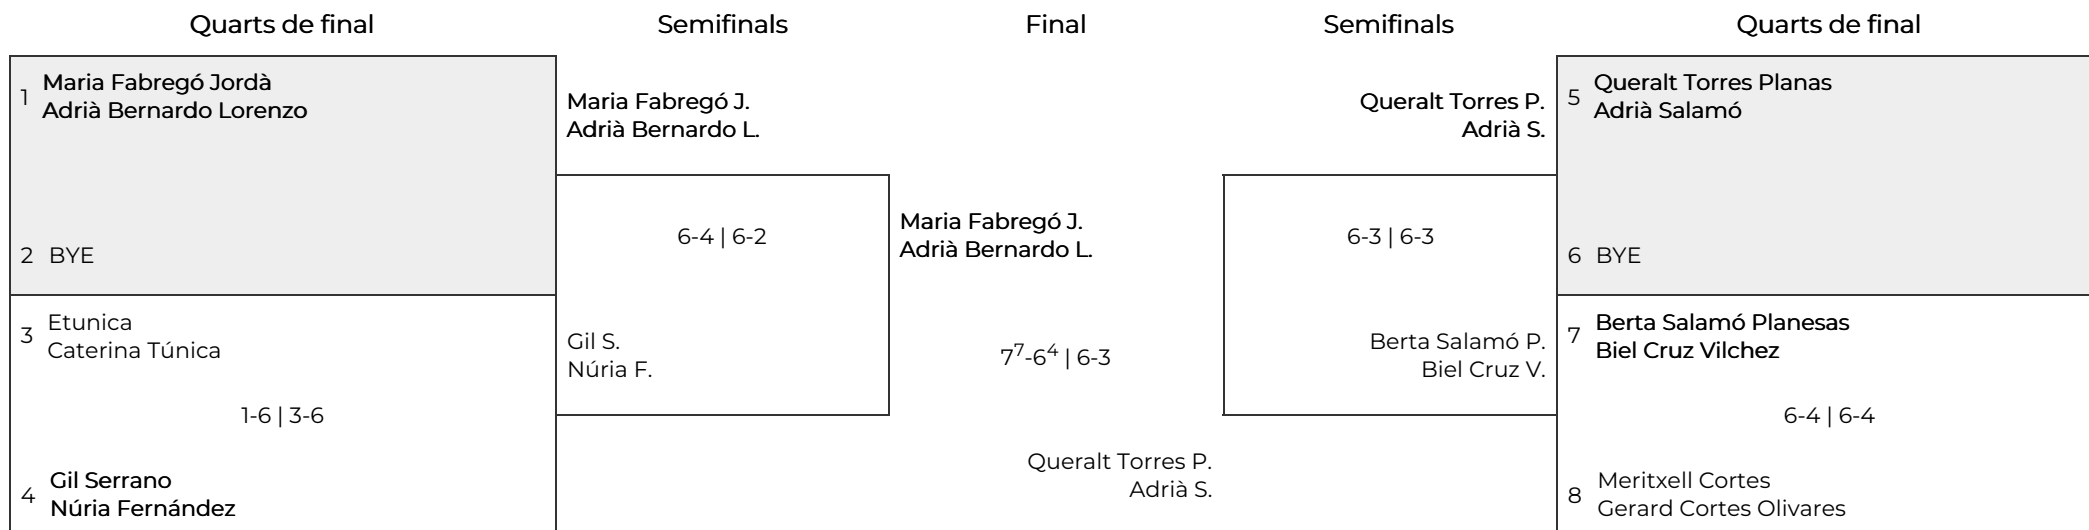 Quarts de final
Semifinals
Final
Semifinals
Quarts de final
1
Maria Fabregó Jordà
Adrià Bernardo Lorenzo
2 BYE
3
Etunica
Caterina Túnica
1-6 | 3-6
4
Gil Serrano
Núria Fernández
Maria Fabregó J.
Adrià Bernardo L.
6-4 | 6-2
Gil S.
Núria F.
Maria Fabregó J.
Adrià Bernardo L.
7⁷-6⁴ | 6-3
Queralt Torres P.
Adrià S.
Queralt Torres P.
Adrià S.
6-3 | 6-3
Berta Salamó P.
Biel Cruz V.
5
Queralt Torres Planas
Adrià Salamó
6 BYE
7
Berta Salamó Planesas
Biel Cruz Vilchez
6-4 | 6-4
8
Meritxell Cortes
Gerard Cortes Olivares